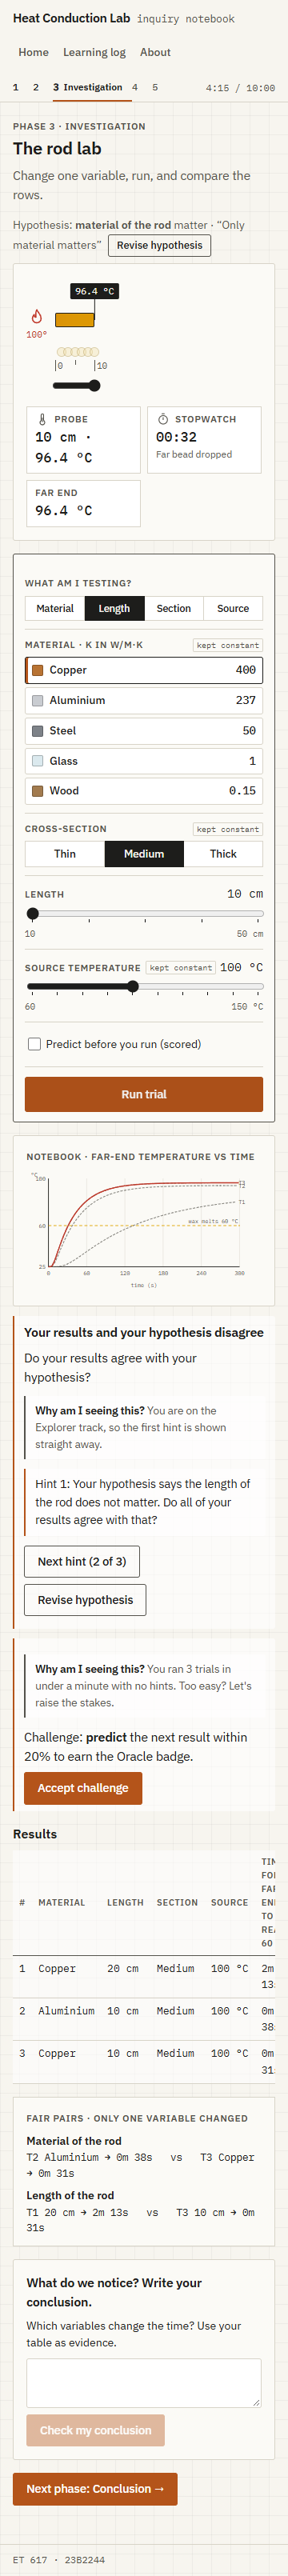 Heat Conduction Lab inquiry notebook
Home Learning log About
1 2 3 Investigation 4 5 4:15 / 10:00
PHASE 3 · INVESTIGATION
The rod lab
Change one variable, run, and compare the
rows.
Hypothesis: material of the rod matter · “Only
material matters” Revise hypothesis
96.4 °C
100°
0 10
PROBE
10 cm ·
96.4 °C
STOPWATCH
00:32
Far bead dropped
FAR END
96.4 °C
WHAT AM I TESTING?
Material Length Section Source
MATERIAL · K IN W/M·K kept constant
Copper 400
Aluminium 237
Steel 50
Glass 1
Wood 0.15
CROSS-SECTION kept constant
Thin Medium Thick
LENGTH 10 cm
10 50 cm
SOURCE TEMPERATURE kept constant 100 °C
60 150 °C
Predict before you run (scored)
Run trial
NOTEBOOK · FAR-END TEMPERATURE VS TIME
°C
100
T2
T1
wax melts 60 °C
60
25
0 60 120 180 240 300
time (s)
Your results and your hypothesis disagree
Do your results agree with your
hypothesis?
Why am I seeing this? You are on the
Explorer track, so the first hint is shown
straight away.
Hint 1: Your hypothesis says the length of
the rod does not matter. Do all of your
results agree with that?
Next hint (2 of 3)
Revise hypothesis
Why am I seeing this? You ran 3 trials in
under a minute with no hints. Too easy? Let's
raise the stakes.
Challenge: predict the next result within
20% to earn the Oracle badge.
Accept challenge
Results
# MATERIAL LENGTH SECTION SOURCE
TO
60
1 Copper 20 cm Medium 100 °C 2m
13
2 Aluminium 10 cm Medium 100 °C 0m
38
3 Copper 10 cm Medium 100 °C 0m
31
FAIR PAIRS · ONLY ONE VARIABLE CHANGED
Material of the rod
T2 Aluminium → 0m 38s vs T3 Copper
→ 0m 31s
Length of the rod
T1 20 cm → 2m 13s vs T3 10 cm → 0m
31s
What do we notice? Write your
conclusion.
Which variables change the time? Use your
table as evidence.
Check my conclusion
Next phase: Conclusion →
ET 617 · 23B2244